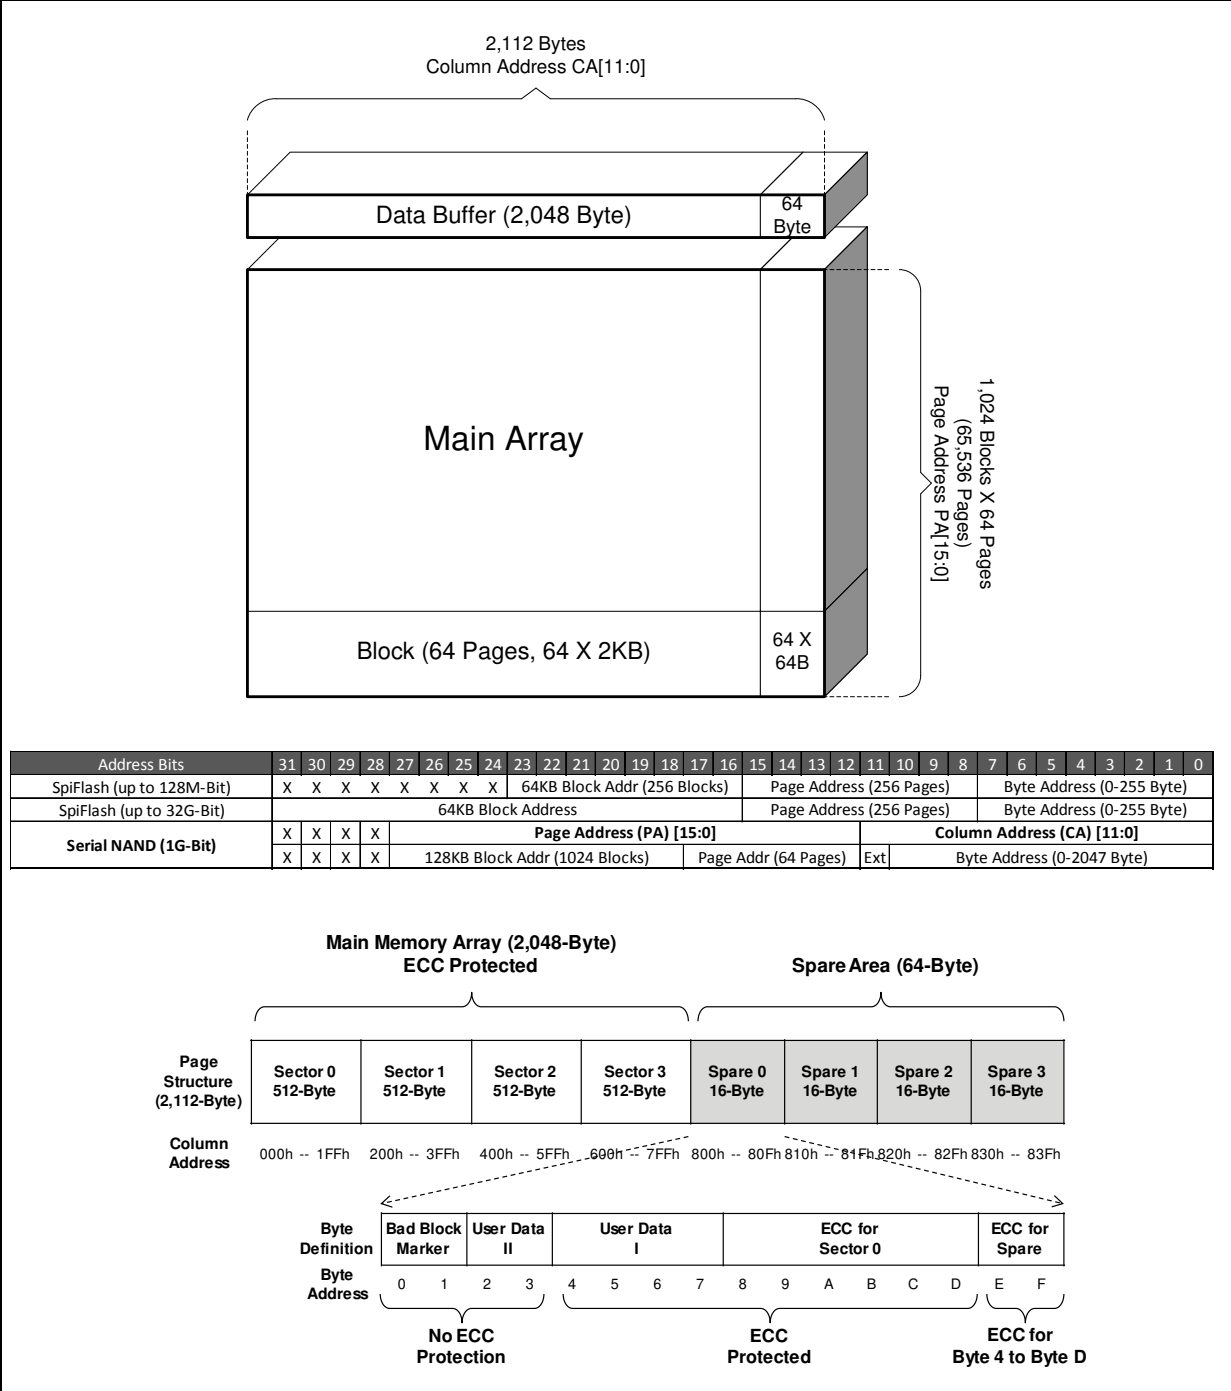 2,112 Bytes
Column Address CA[11:0]
Data Buffer (2,048 Byte)
64
Byte
Main Array
1,024 Blocks X 64 Pages
(65,536 Pages)
Page Address PA[15:0]
Block (64 Pages, 64 X 2KB)
64 X
64B
Address Bits 31 30 29 28 27 26 25 24 23 22 21 20 19 18 17 16 15 14 13 12 11 10 9 8 7 6 5 4 3 2 1 0
SpiFlash (up to 128M-Bit) X X X X X X X X 64KB Block Addr (256 Blocks) Page Address (256 Pages) Byte Address (0-255 Byte)
SpiFlash (up to 32G-Bit) 64KB Block Address Page Address (256 Pages) Byte Address (0-255 Byte)
Serial NAND (1G-Bit) X X X X Page Address (PA) [15:0] Column Address (CA) [11:0]
X X X X 128KB Block Addr (1024 Blocks) Page Addr (64 Pages) Ext Byte Address (0-2047 Byte)
Main Memory Array (2,048-Byte)
ECC Protected
Spare Area (64-Byte)
Page
Structure
(2,112-Byte)
Sector 0
512-Byte
Sector 1
512-Byte
Sector 2
512-Byte
Sector 3
512-Byte
Spare 0
16-Byte
Spare 1
16-Byte
Spare 2
16-Byte
Spare 3
16-Byte
Column
Address
000h -- 1FFh 200h -- 3FFh 400h -- 5FFh 600h -- 7FFh 800h -- 80Fh 810h -- 81Fh 820h -- 82Fh 830h -- 83Fh
Byte
Definition
Bad Block
Marker
User Data
II
User Data
I
ECC for
Sector 0
ECC for
Spare
Byte
Address
0 1 2 3 4 5 6 7 8 9 A B C D E F
No ECC
Protection
ECC
Protected
ECC for
Byte 4 to Byte D